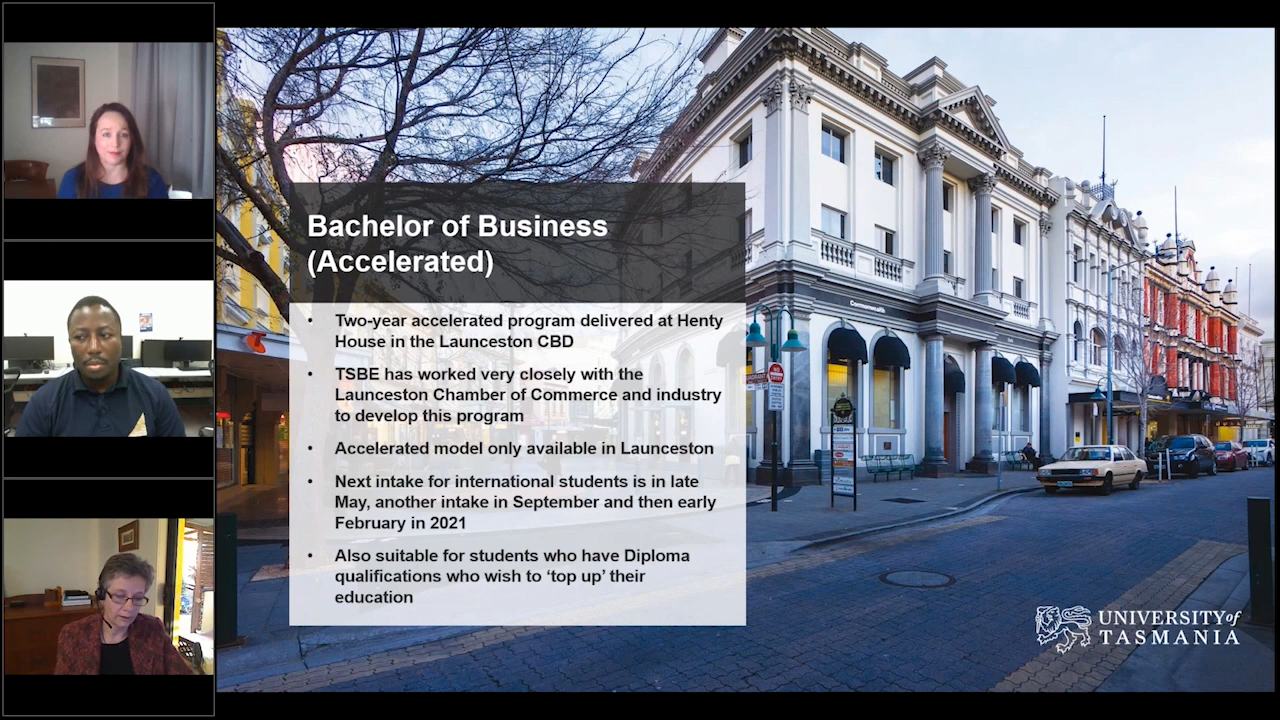 Bachelor of Business
(Accelerated)
• Two-year accelerated program delivered at Henty
House in the Launceston CBD
• TSBE has worked very closely with the
Launceston Chamber of Commerce and industry
to develop this program
• Accelerated model only available in Launceston
• Next intake for international students is in late
May, another intake in September and then early
February in 2021
• Also suitable for students who have Diploma
qualifications who wish to ‘top up’ their
education
Commonwealth
UNIVERSITY of
TASMANIA